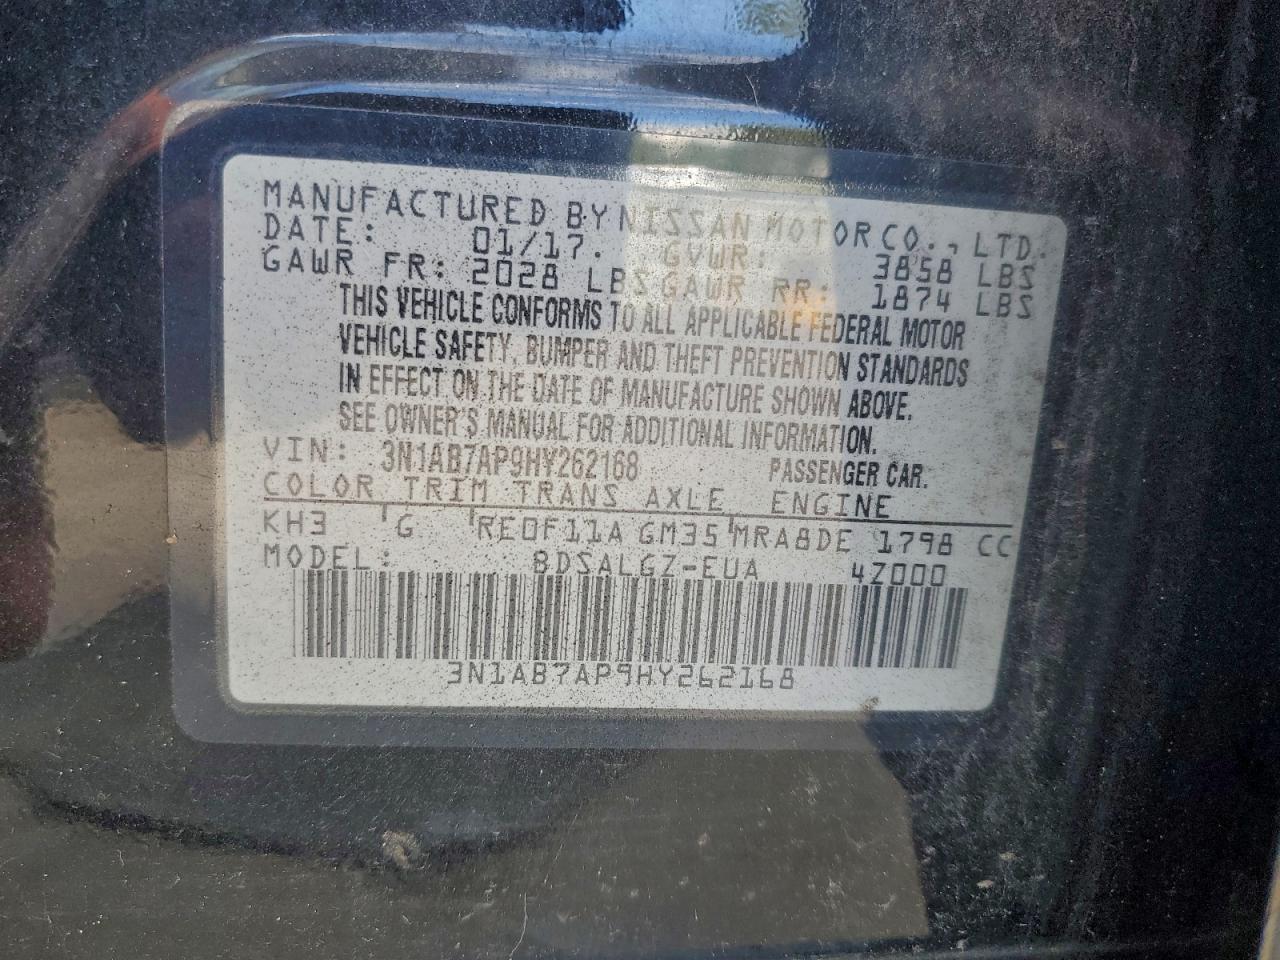 MANUFACTURED BY NISSAN MOTOR CO., LTD.
DATE: 01/17. GVWR: 3858 LBS
GAWR FR: 2028 LBS GAWR RR: 1874 LBS
THIS VEHICLE CONFORMS TO ALL APPLICABLE FEDERAL MOTOR
VEHICLE SAFETY, BUMPER AND THEFT PREVENTION STANDARDS
IN EFFECT ON THE DATE OF MANUFACTURE SHOWN ABOVE.
SEE OWNER'S MANUAL FOR ADDITIONAL INFORMATION.
VIN: 3N1AB7AP9HY262168 PASSENGER CAR.
COLOR TRIM TRANS AXLE ENGINE
KH3 G RE0F11A GM35 MRA8DE 1798 CC
MODEL: BDSALGZ-EUA 4Z000
3N1AB7AP9HY262168